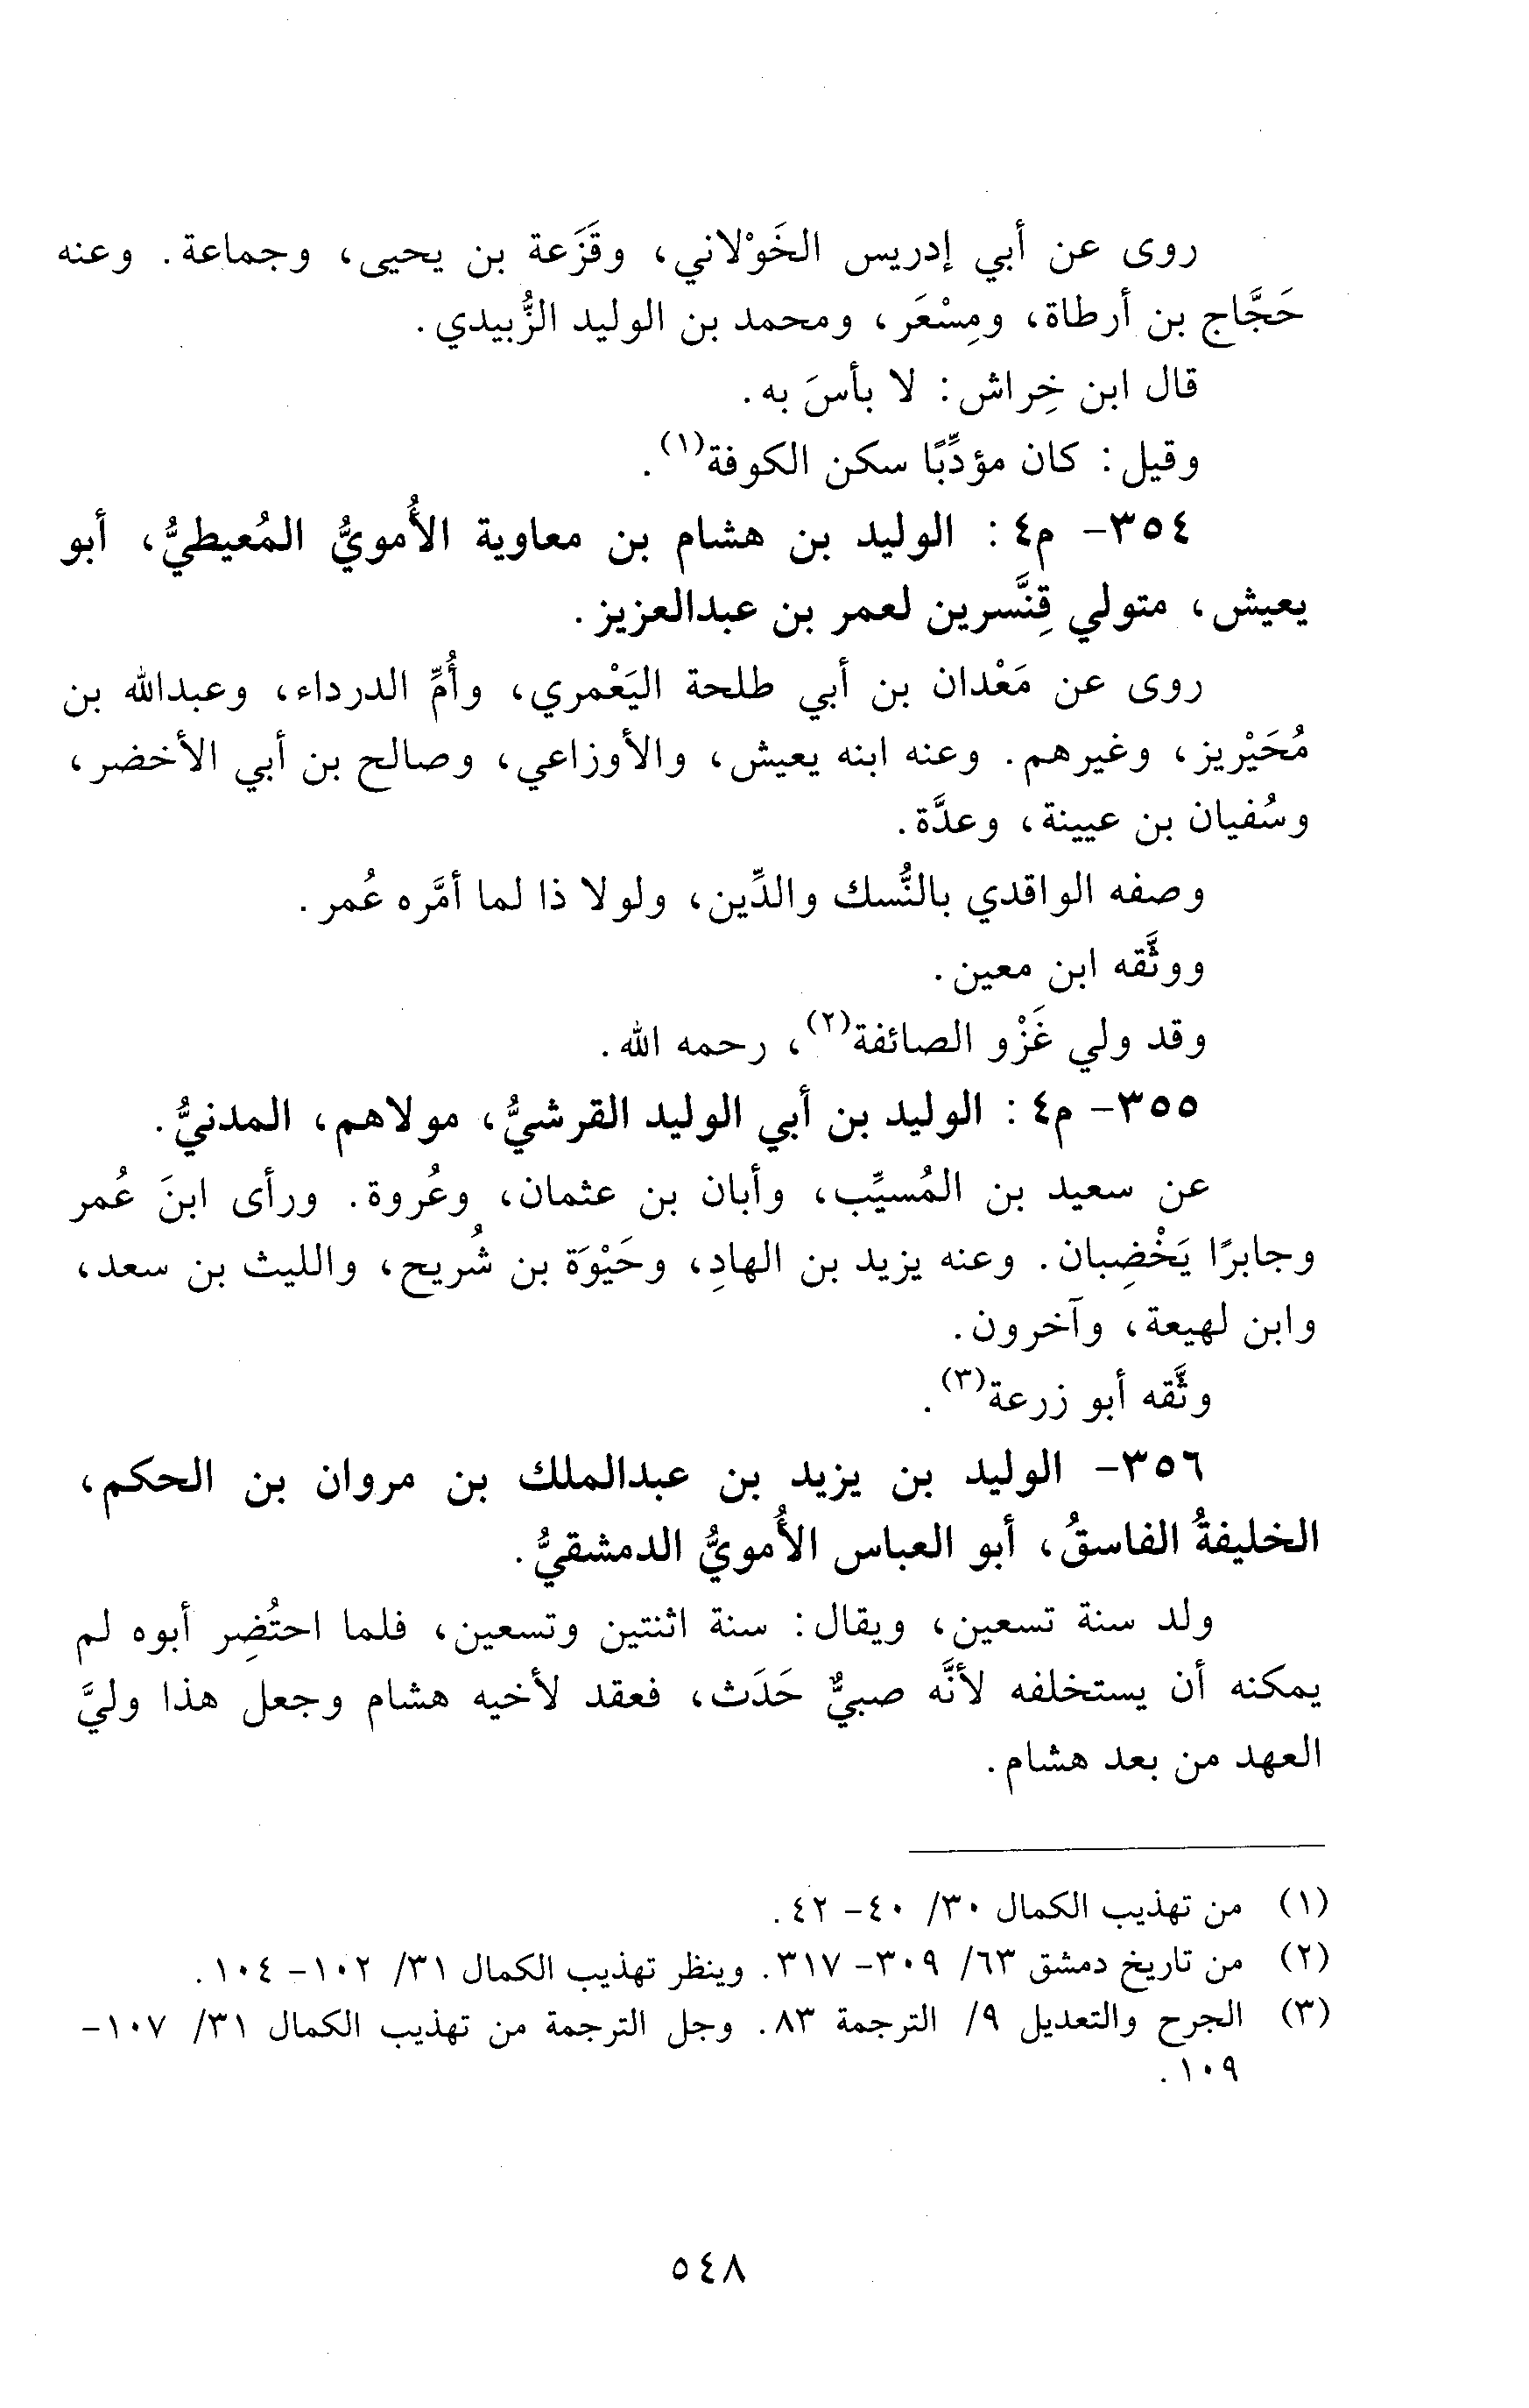 روى عن أبي إدريس الخَوْلاني، وقَزَعة بن يحيى، وجماعة. وعنه
حَجَّاج بن أرطاة، ومِسْعَر، ومحمد بن الوليد الزُّبيدي.
قال ابن خِراش: لا بأسَ به.
وقيل: كان مؤدِّبًا سكن الكوفة(١).
٣٥٤- م٤: الوليد بن هشام بن معاوية الأُمويُّ المُعيطيُّ، أبو
يعيش، متولي قِنَّسرين لعمر بن عبدالعزيز.
روى عن مَعْدان بن أبي طلحة اليَعْمري، وأُمِّ الدرداء، وعبدالله بن
مُحَيْريز، وغيرهم. وعنه ابنه يعيش، والأوزاعي، وصالح بن أبي الأخضر،
وسُفيان بن عيينة، وعدَّة.
وصفه الواقدي بالنُّسك والدِّين، ولولا ذا لما أمَّره عُمر.
ووثَّقه ابن معين.
وقد ولي غَزْو الصائفة(٢)، رحمه الله.
٣٥٥- م٤: الوليد بن أبي الوليد القرشيُّ، مولاهم، المدنيُّ.
عن سعيد بن المُسيِّب، وأبان بن عثمان، وعُروة. ورأى ابنَ عُمر
وجابرًا يَخْضِبان. وعنه يزيد بن الهادِ، وحَيْوَة بن شُريح، والليث بن سعد،
وابن لهيعة، وآخرون.
وثَّقه أبو زرعة(٣).
٣٥٦- الوليد بن يزيد بن عبدالملك بن مروان بن الحكم،
الخليفةُ الفاسقُ، أبو العباس الأُمويُّ الدمشقيُّ.
ولد سنة تسعين، ويقال: سنة اثنتين وتسعين، فلما احتُضِر أبوه لم
يمكنه أن يستخلفه لأنَّه صبيٌّ حَدَث، فعقد لأخيه هشام وجعل هذا وليَّ
العهد من بعد هشام.
(١) من تهذيب الكمال ٣٠/ ٤٠- ٤٢.
(٢) من تاريخ دمشق ٦٣/ ٣٠٩- ٣١٧. وينظر تهذيب الكمال ٣١/ ١٠٢- ١٠٤.
(٣) الجرح والتعديل ٩/ الترجمة ٨٣. وجل الترجمة من تهذيب الكمال ٣١/ ١٠٧-
١٠٩.
٥٤٨